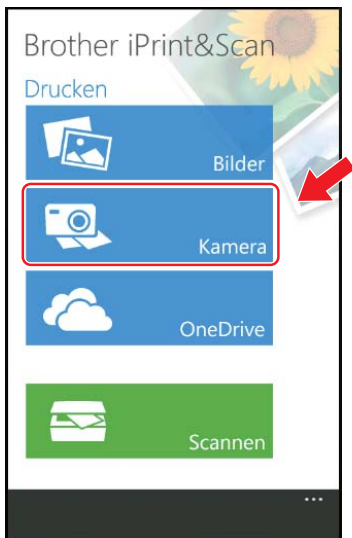 Brother iPrint&Scan
Drucken
Bilder
Kamera
OneDrive
Scannen
...